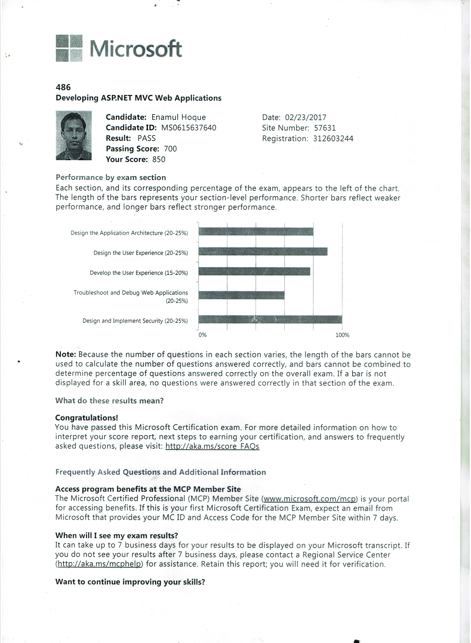 Microsoft
486
Developing ASP.NET MVC Web Applications
Candidate: Enamul Hoque
Candidate ID: MS0615637640
Result: PASS
Passing Score: 700
Your Score: 850
Date: 02/23/2017
Site Number: 57631
Registration: 312603244
Performance by exam section
Each section, and its corresponding percentage of the exam, appears to the left of the chart.
The length of the bars represents your section-level performance. Shorter bars reflect weaker
performance, and longer bars reflect stronger performance.
Design the Application Architecture (20-25%)
Design the User Experience (20-25%)
Develop the User Experience (15-20%)
Troubleshoot and Debug Web Applications
(20-25%)
Design and Implement Security (20-25%)
0% 100%
Note: Because the number of questions in each section varies, the length of the bars cannot be
used to calculate the number of questions answered correctly, and bars cannot be combined to
determine percentage of questions answered correctly on the overall exam. If a bar is not
displayed for a skill area, no questions were answered correctly in that section of the exam.
What do these results mean?
Congratulations!
You have passed this Microsoft Certification exam. For more detailed information on how to
interpret your score report, next steps to earning your certification, and answers to frequently
asked questions, please visit: http://aka.ms/score_FAQs
Frequently Asked Questions and Additional Information
Access program benefits at the MCP Member Site
The Microsoft Certified Professional (MCP) Member Site (www.microsoft.com/mcp) is your portal
for accessing benefits. If this is your first Microsoft Certification Exam, expect an email from
Microsoft that provides your MC ID and Access Code for the MCP Member Site within 7 days.
When will I see my exam results?
It can take up to 7 business days for your results to be displayed on your Microsoft transcript. If
you do not see your results after 7 business days, please contact a Regional Service Center
(http://aka.ms/mcphelp) for assistance. Retain this report; you will need it for verification.
Want to continue improving your skills?